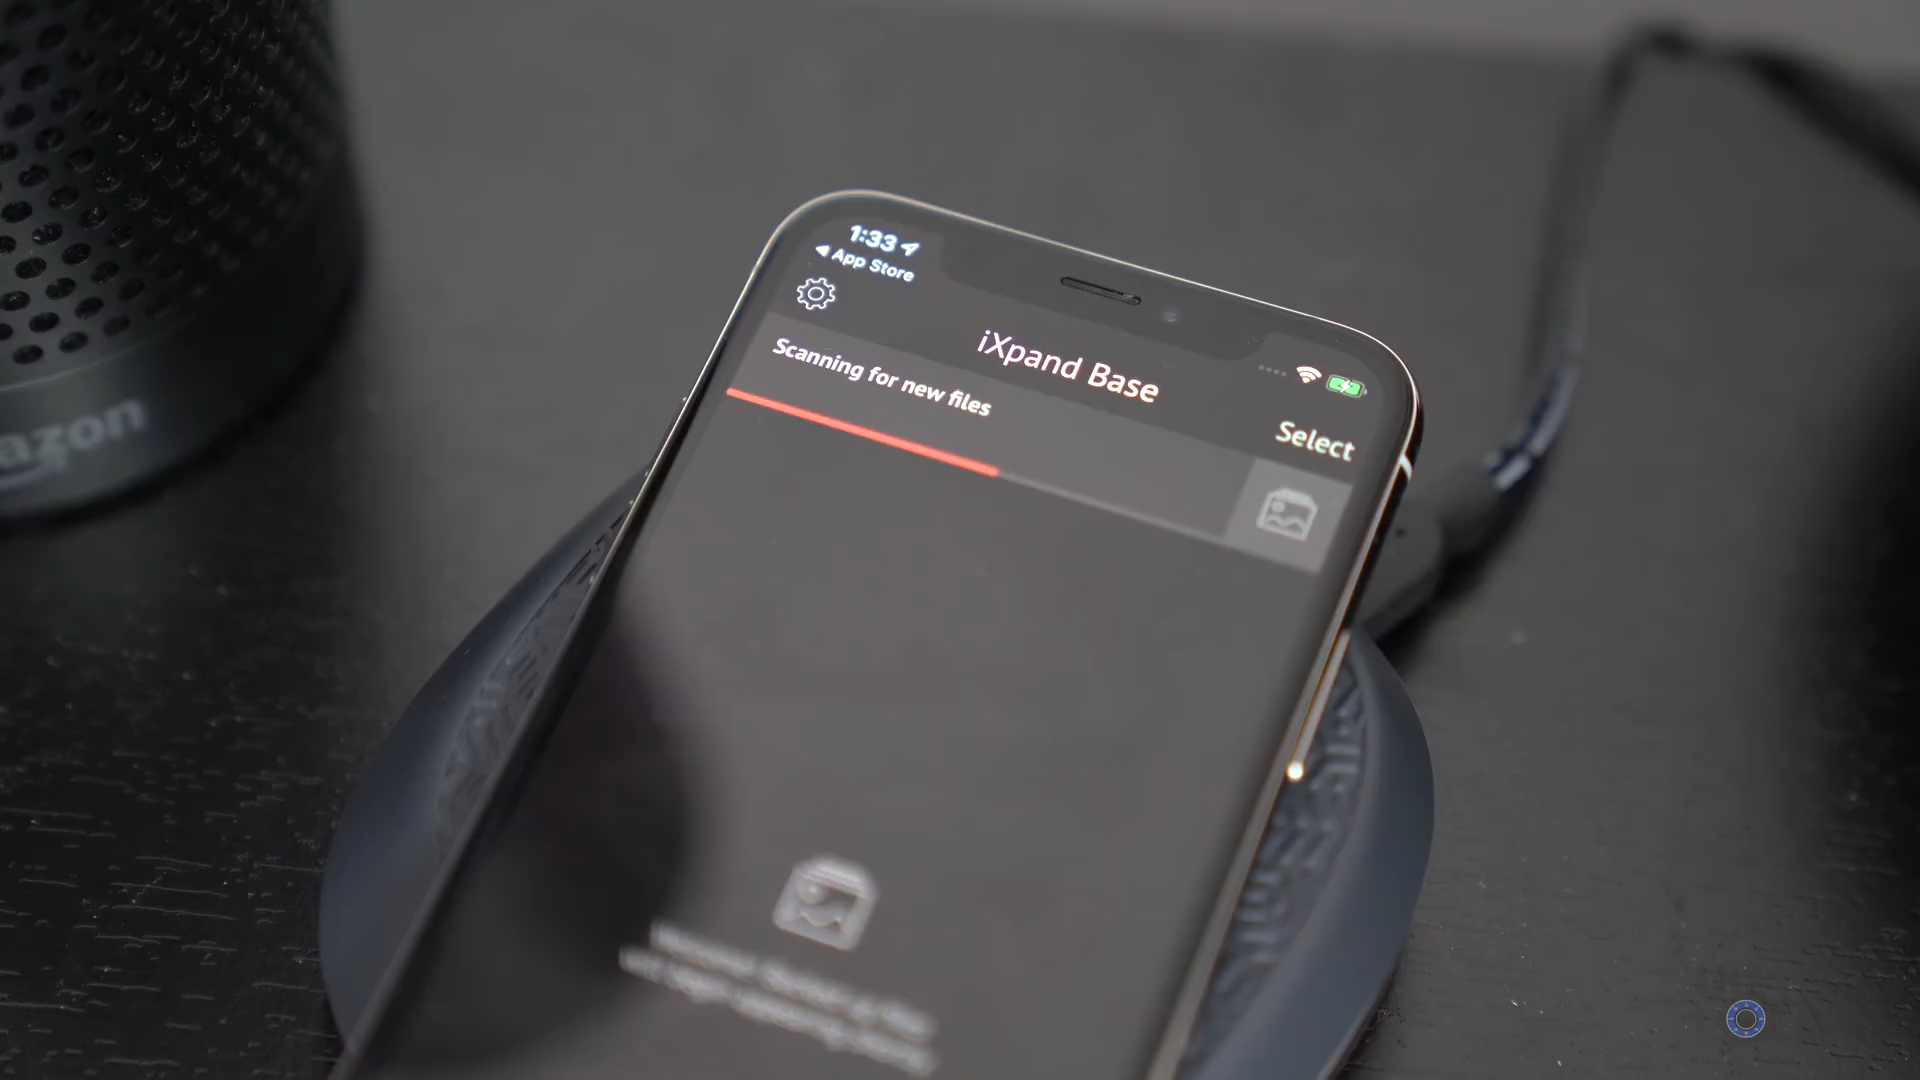 1:33
App Store
iXpand Base
Select
Scanning for new files
azon